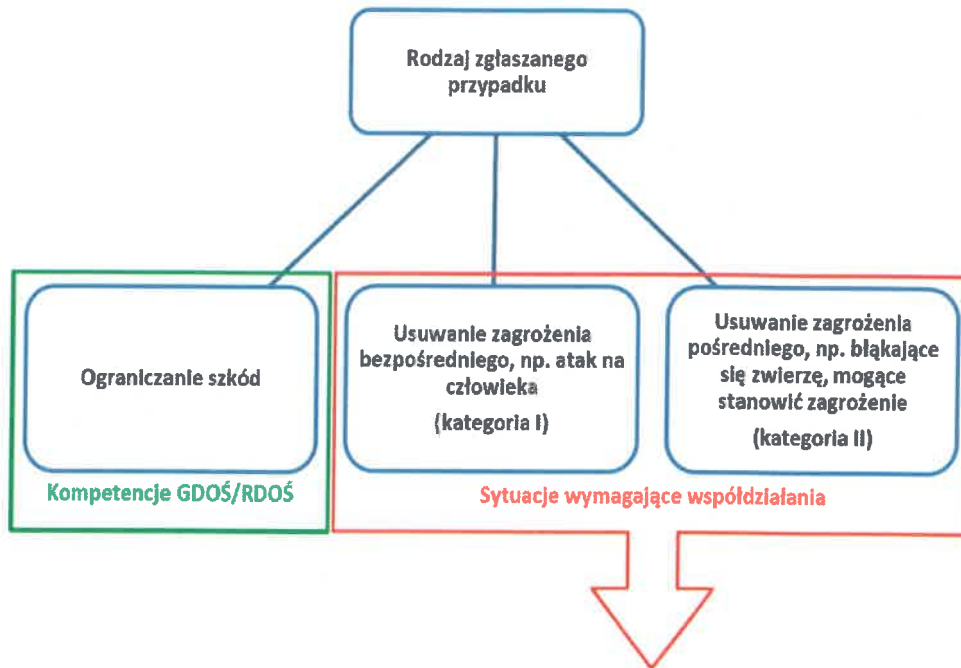 Rodzaj zgłaszanego
przypadku
Ograniczanie szkód
Kompetencje GDOŚ/RDOŚ
Usuwanie zagrożenia
bezpośredniego, np. atak na
człowieka
(kategoria I)
Usuwanie zagrożenia
pośredniego, np. błąkające
się zwierzę, mogące
stanowić zagrożenie
(kategoria II)
Sytuacje wymagające współdziałania